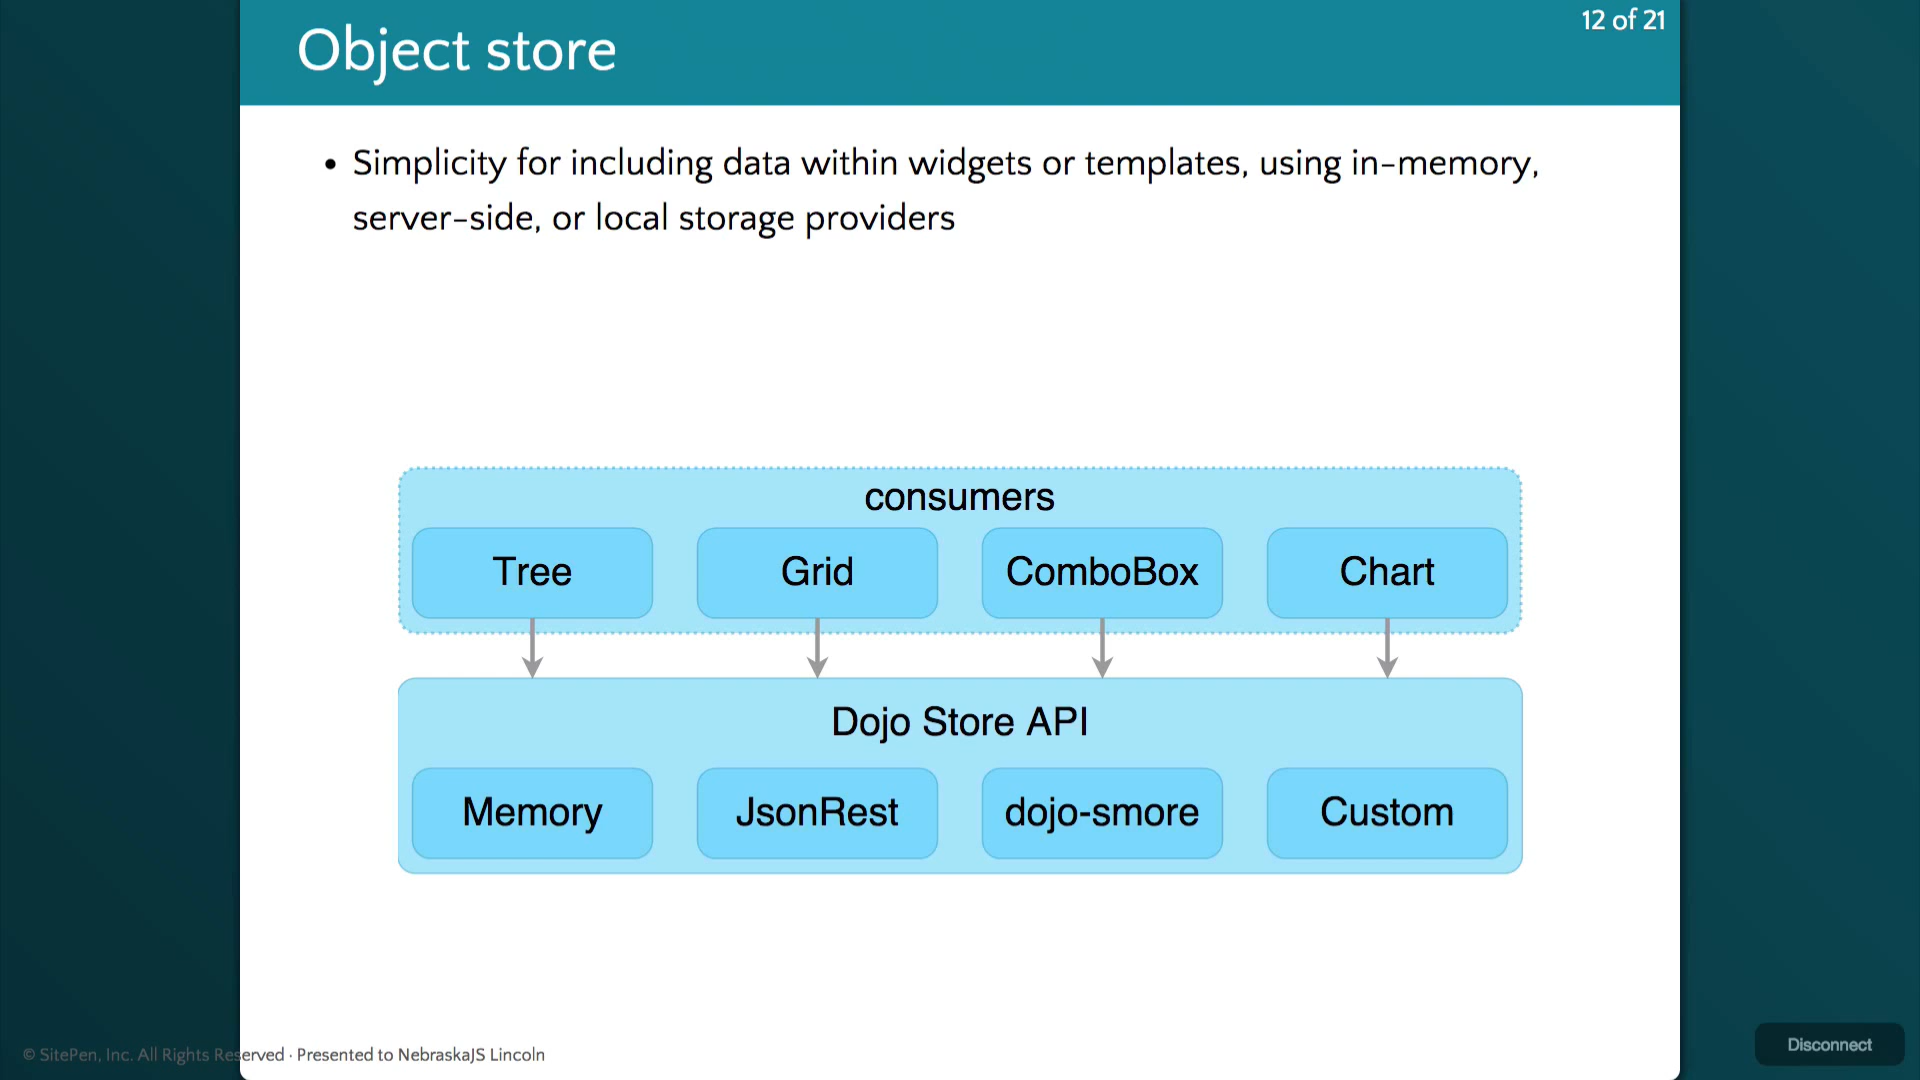 12 of 21
Object store
• Simplicity for including data within widgets or templates, using in-memory,
server-side, or local storage providers
consumers
Tree Grid ComboBox Chart
Dojo Store API
Memory JsonRest dojo-smore Custom
© SitePen, Inc. All Rights Reserved · Presented to NebraskaJS Lincoln
Disconnect